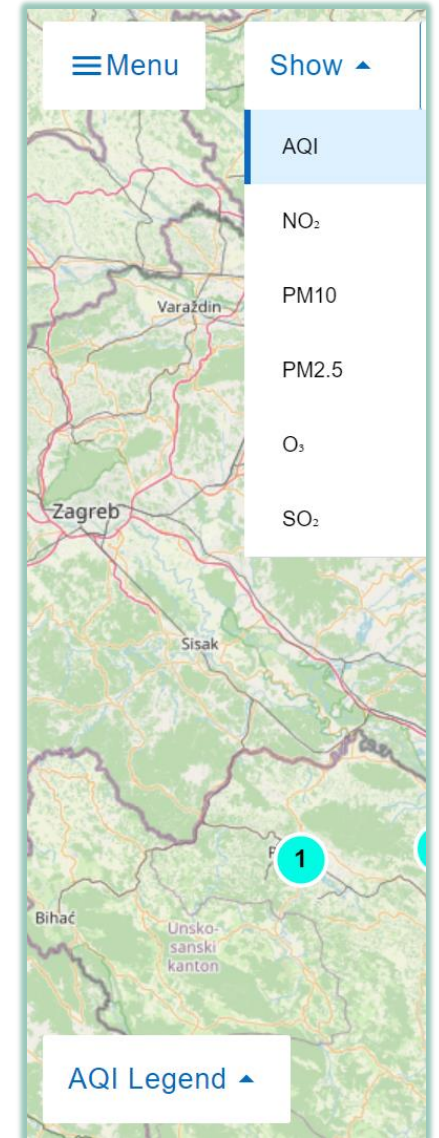 Menu
Show
AQI
NO₂
PM10
PM2.5
O₃
SO₂
Varaždin
Zagreb
Sisak
1
Bihać
Unsko-
sanski
kanton
AQI Legend